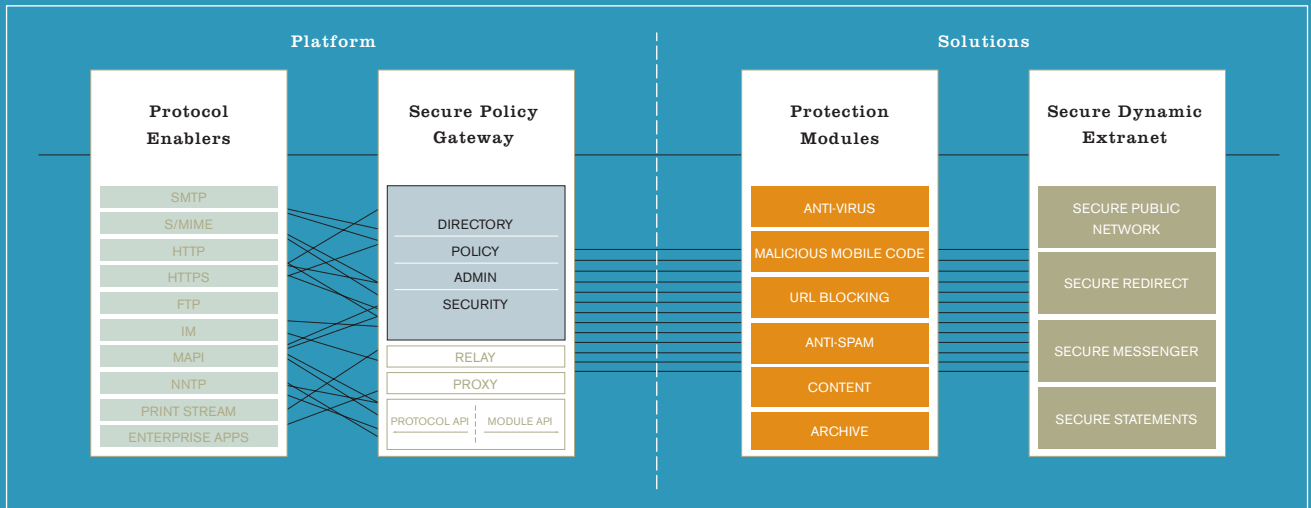 Platform
Solutions
Protocol
Enablers
SMTP
S/MIME
HTTP
HTTPS
FTP
IM
MAPI
NNTP
PRINT STREAM
ENTERPRISE APPS
Secure Policy
Gateway
DIRECTORY
POLICY
ADMIN
SECURITY
RELAY
PROXY
PROTOCOL API
MODULE API
Protection
Modules
ANTI-VIRUS
MALICIOUS MOBILE CODE
URL BLOCKING
ANTI-SPAM
CONTENT
ARCHIVE
Secure Dynamic
Extranet
SECURE PUBLIC
NETWORK
SECURE REDIRECT
SECURE MESSENGER
SECURE STATEMENTS